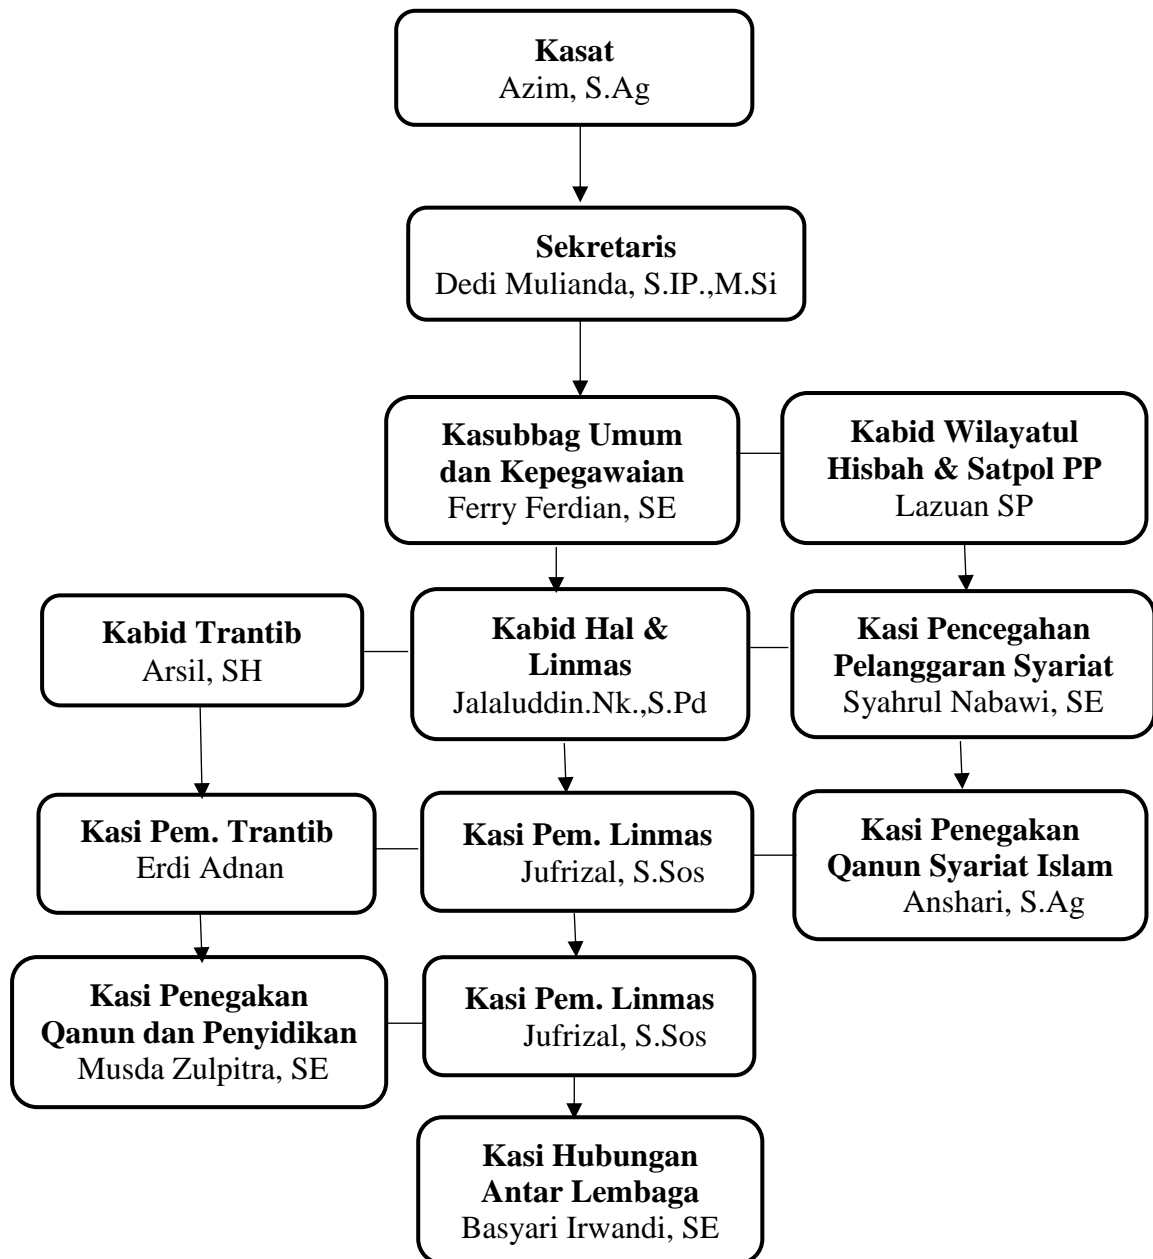 Kasat
Azim, S.Ag
Sekretaris
Dedi Mulianda, S.IP.,M.Si
Kasubbag Umum
dan Kepegawaian
Ferry Ferdian, SE
Kabid Wilayatul
Hisbah & Satpol PP
Lazuan SP
Kabid Trantib
Arsil, SH
Kabid Hal &
Linmas
Jalaluddin.Nk.,S.Pd
Kasi Pencegahan
Pelanggaran Syariat
Syahrul Nabawi, SE
Kasi Pem. Trantib
Erdi Adnan
Kasi Pem. Linmas
Jufrizal, S.Sos
Kasi Penegakan
Qanun Syariat Islam
Anshari, S.Ag
Kasi Penegakan
Qanun dan Penyidikan
Musda Zulpitra, SE
Kasi Pem. Linmas
Jufrizal, S.Sos
Kasi Hubungan
Antar Lembaga
Basyari Irwandi, SE